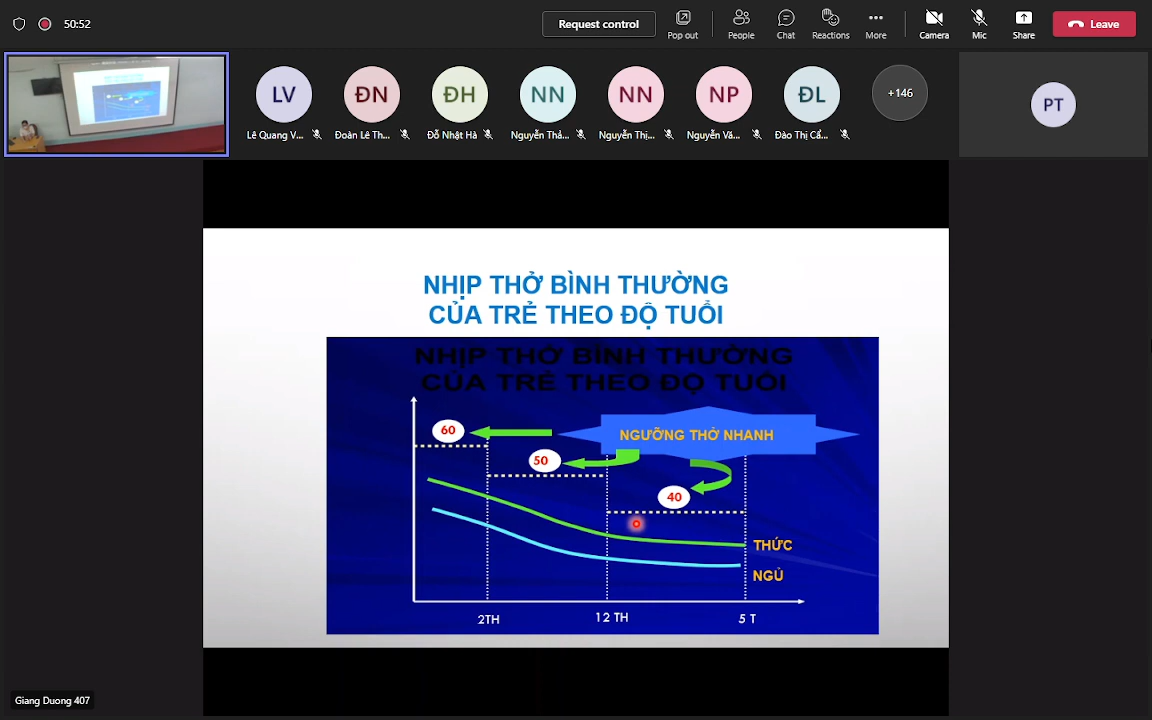 50:52
Request control
Pop out
People
Chat
Reactions
More
Camera
Mic
Share
Leave
LV
ĐN
ĐH
NN
NN
NP
ĐL
+146
PT
Lê Quang V...
Đoàn Lê Th...
Đỗ Nhật Hà
Nguyễn Thả...
Nguyễn Thị...
Nguyễn Vă...
Đào Thị Cẩ...
NHỊP THỞ BÌNH THƯỜNG
CỦA TRẺ THEO ĐỘ TUỔI
NHỊP THỞ BÌNH THƯỜNG
CỦA TRẺ THEO ĐỘ TUỔI
60
NGƯỠNG THỞ NHANH
50
40
THỨC
NGỦ
2TH
12 TH
5 T
Giang Duong 407